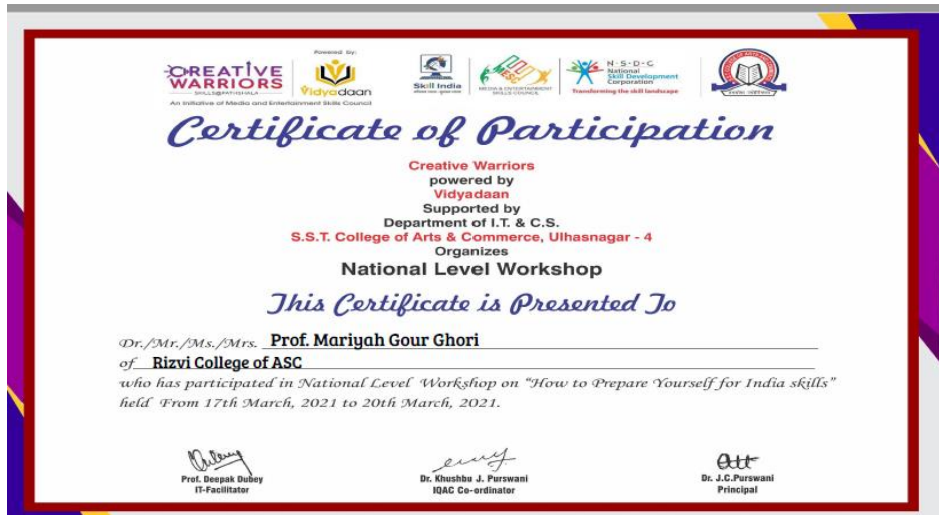 Powered by:
CREATIVE
WARRIORS
SKILLS@PATHSHALA
Vidyadaan
An Initiative of Media and Entertainment Skills Council
Skill India
MEDIA & ENTERTAINMENT
SKILLS COUNCIL
N·S·D·C
National
Skill Development
Corporation
Transforming the skill landscape
Certificate of Participation
Creative Warriors
powered by
Vidyadaan
Supported by
Department of I.T. & C.S.
S.S.T. College of Arts & Commerce, Ulhasnagar - 4
Organizes
National Level Workshop
This Certificate is Presented To
Dr./Mr./Ms./Mrs. Prof. Mariyah Gour Ghori
of Rizvi College of ASC
who has participated in National Level Workshop on "How to Prepare Yourself for India skills"
held From 17th March, 2021 to 20th March, 2021.
Prof. Deepak Dubey
IT-Facilitator
Dr. Khushbu J. Purswani
IQAC Co-ordinator
Dr. J.C.Purswani
Principal